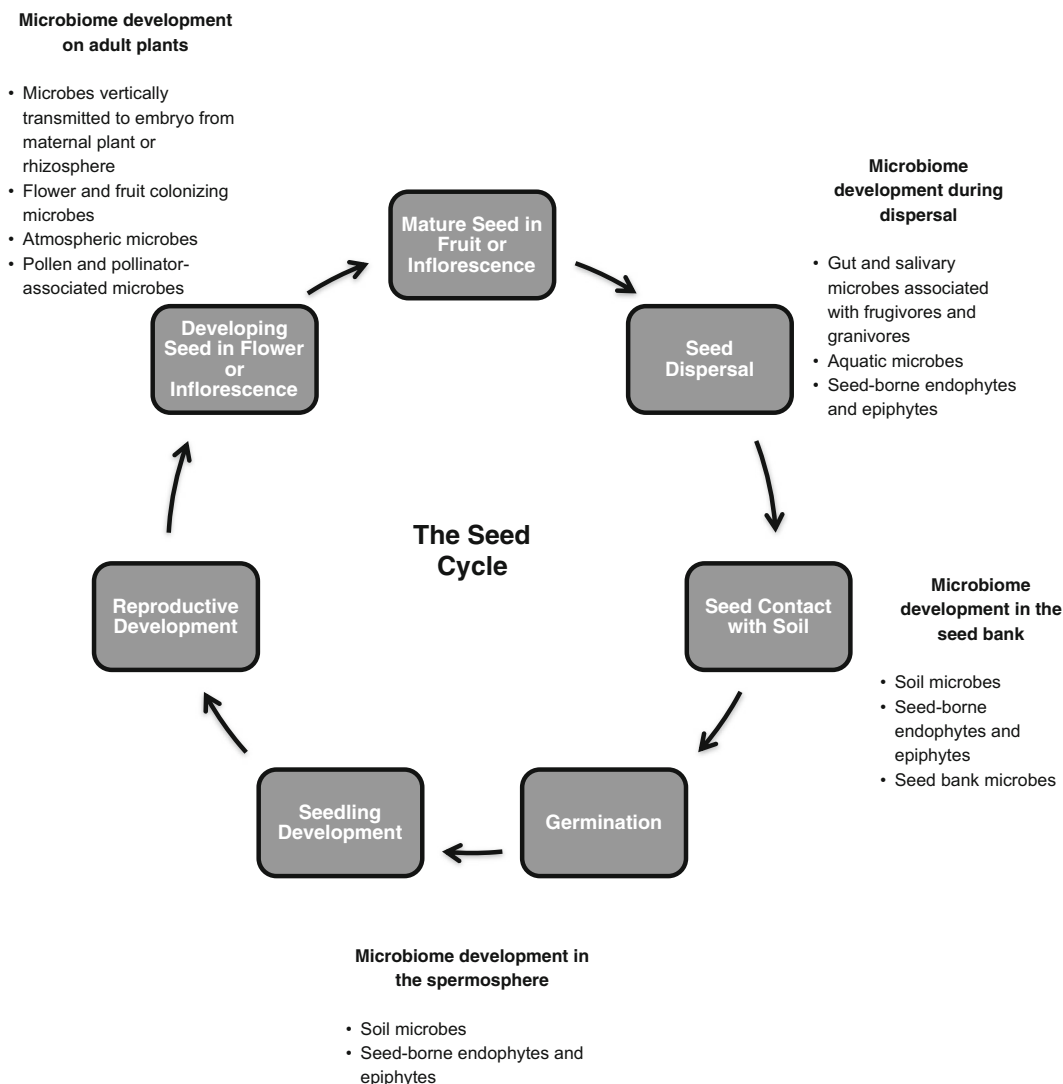 Microbiome development
on adult plants
• Microbes vertically
transmitted to embryo from
maternal plant or
rhizosphere
• Flower and fruit colonizing
microbes
• Atmospheric microbes
• Pollen and pollinator-
associated microbes
Mature Seed in
Fruit or
Inflorescence
Microbiome
development during
dispersal
• Gut and salivary
microbes associated
with frugivores and
granivores
• Aquatic microbes
• Seed-borne endophytes
and epiphytes
Developing
Seed in Flower
or
Inflorescence
Seed
Dispersal
The Seed
Cycle
Reproductive
Development
Seed Contact
with Soil
Microbiome
development in the
seed bank
• Soil microbes
• Seed-borne
endophytes and
epiphytes
• Seed bank microbes
Seedling
Development
Germination
Microbiome development in
the spermosphere
• Soil microbes
• Seed-borne endophytes and
epiphytes